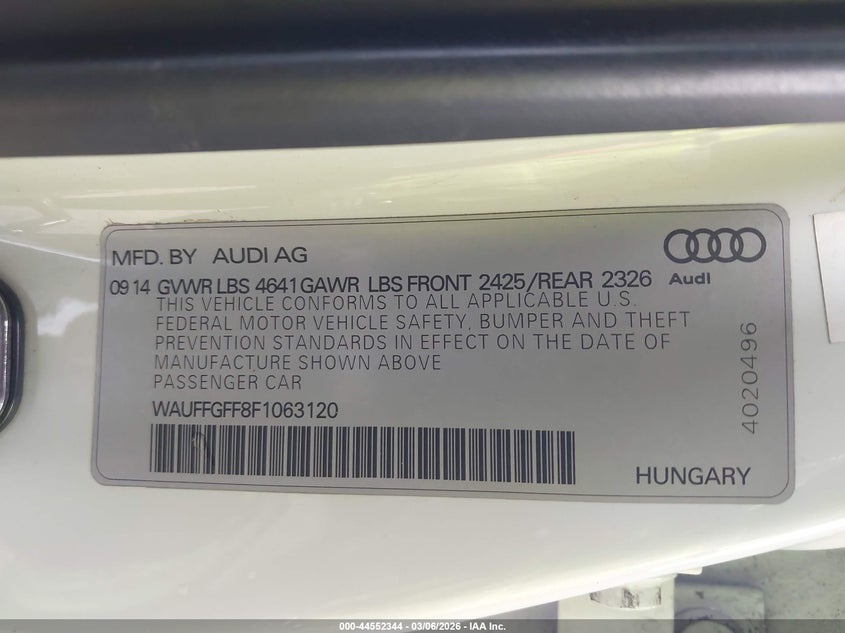 MFD. BY AUDI AG
Audi
09 14 GVWR LBS 4641 GAWR LBS FRONT 2425/REAR 2326
THIS VEHICLE CONFORMS TO ALL APPLICABLE U.S.
FEDERAL MOTOR VEHICLE SAFETY, BUMPER AND THEFT
PREVENTION STANDARDS IN EFFECT ON THE DATE OF
MANUFACTURE SHOWN ABOVE
PASSENGER CAR
WAUFFGFF8F1063120
4020496
HUNGARY
000-44552344 - 03/06/2026 - IAA Inc.